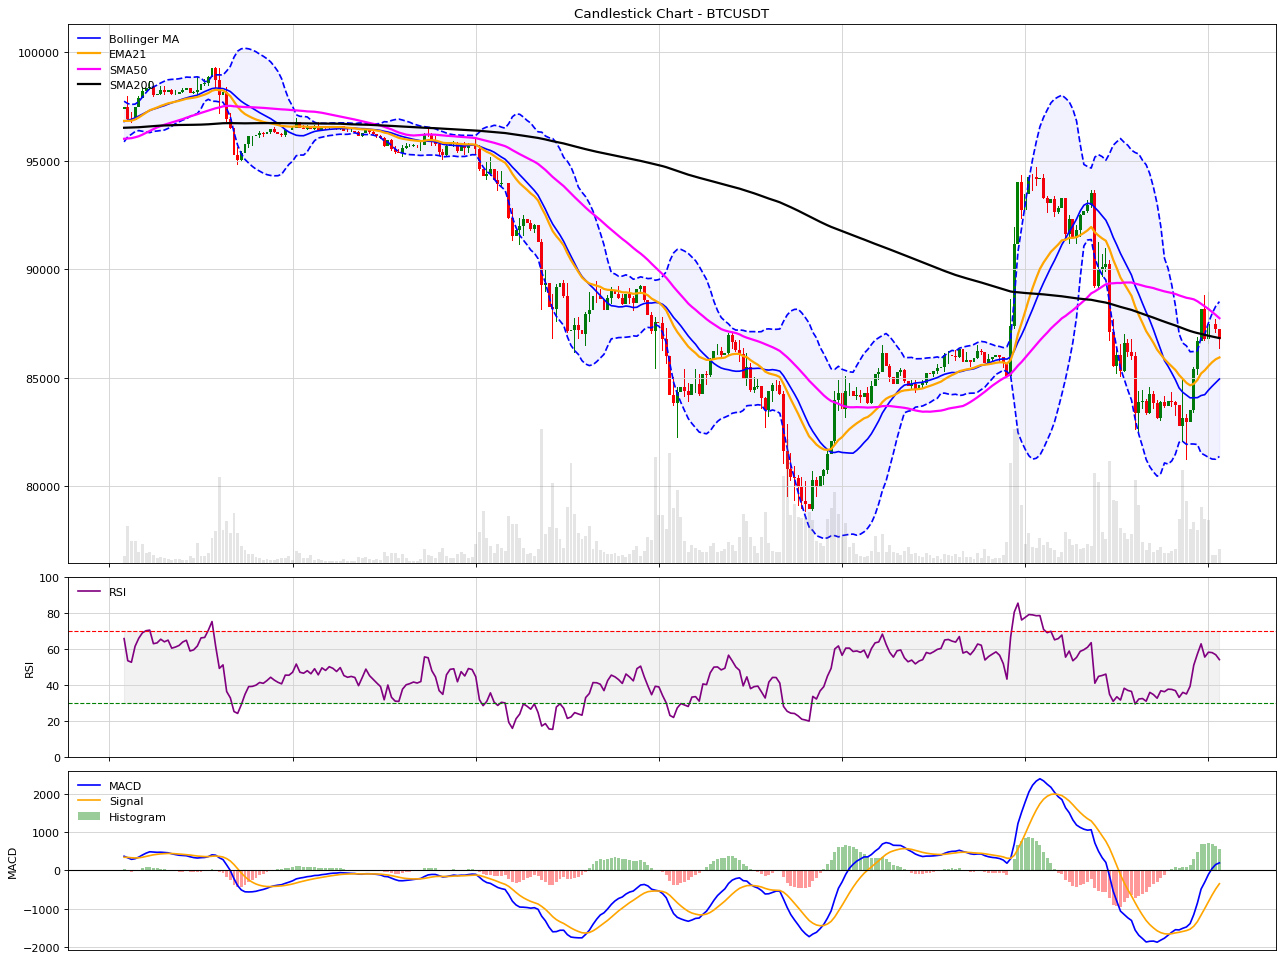 Candlestick Chart - BTCUSDT
Bollinger MA
EMA21
SMA50
SMA200
100000
95000
90000
85000
80000
RSI
100
80
60
40
20
0
RSI
MACD
Signal
Histogram
2000
1000
0
−1000
−2000
MACD